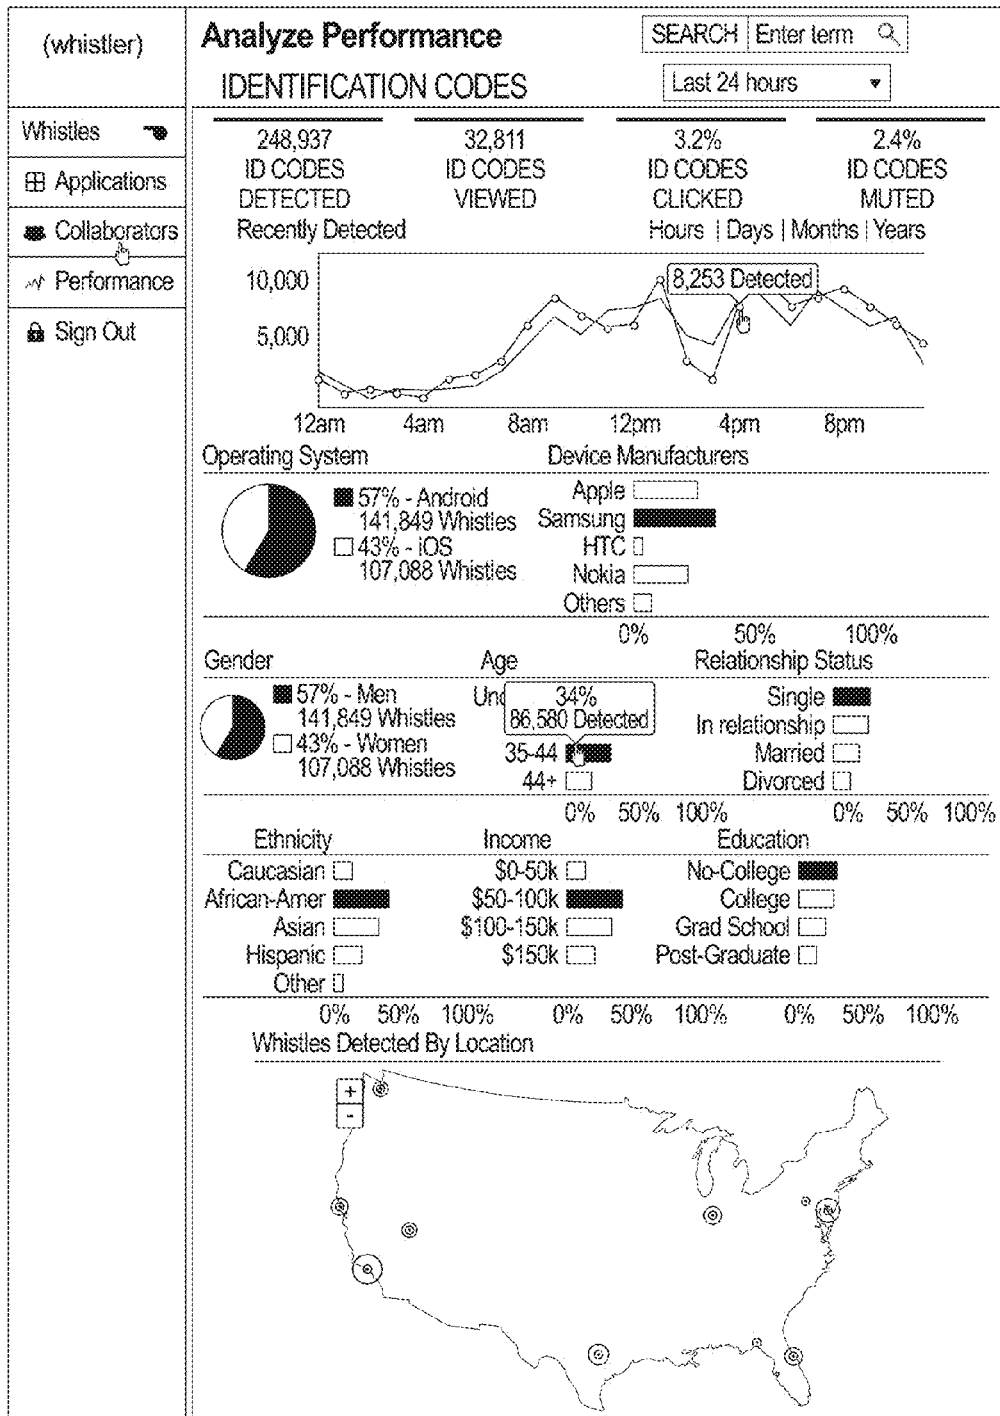 (whistler)
Whistles
Applications
Collaborators
Performance
Sign Out
Analyze Performance
SEARCH Enter term
IDENTIFICATION CODES
Last 24 hours
248,937
ID CODES
DETECTED
32,811
ID CODES
VIEWED
3.2%
ID CODES
CLICKED
2.4%
ID CODES
MUTED
Recently Detected
Hours | Days | Months | Years
10,000
8,253 Detected
5,000
12am 4am 8am 12pm 4pm 8pm
Operating System
57% - Android
141,849 Whistles
43% - iOS
107,088 Whistles
Device Manufacturers
Apple
Samsung
HTC
Nokia
Others
0% 50% 100%
Gender
57% - Men
141,849 Whistles
43% - Women
107,088 Whistles
Age
Und
34%
86,580 Detected
35-44
44+
0% 50% 100%
Relationship Status
Single
In relationship
Married
Divorced
0% 50% 100%
Ethnicity
Caucasian
African-Amer
Asian
Hispanic
Other
0% 50% 100%
Income
$0-50k
$50-100k
$100-150k
$150k
0% 50% 100%
Education
No-College
College
Grad School
Post-Graduate
0% 50% 100%
Whistles Detected By Location
+
-